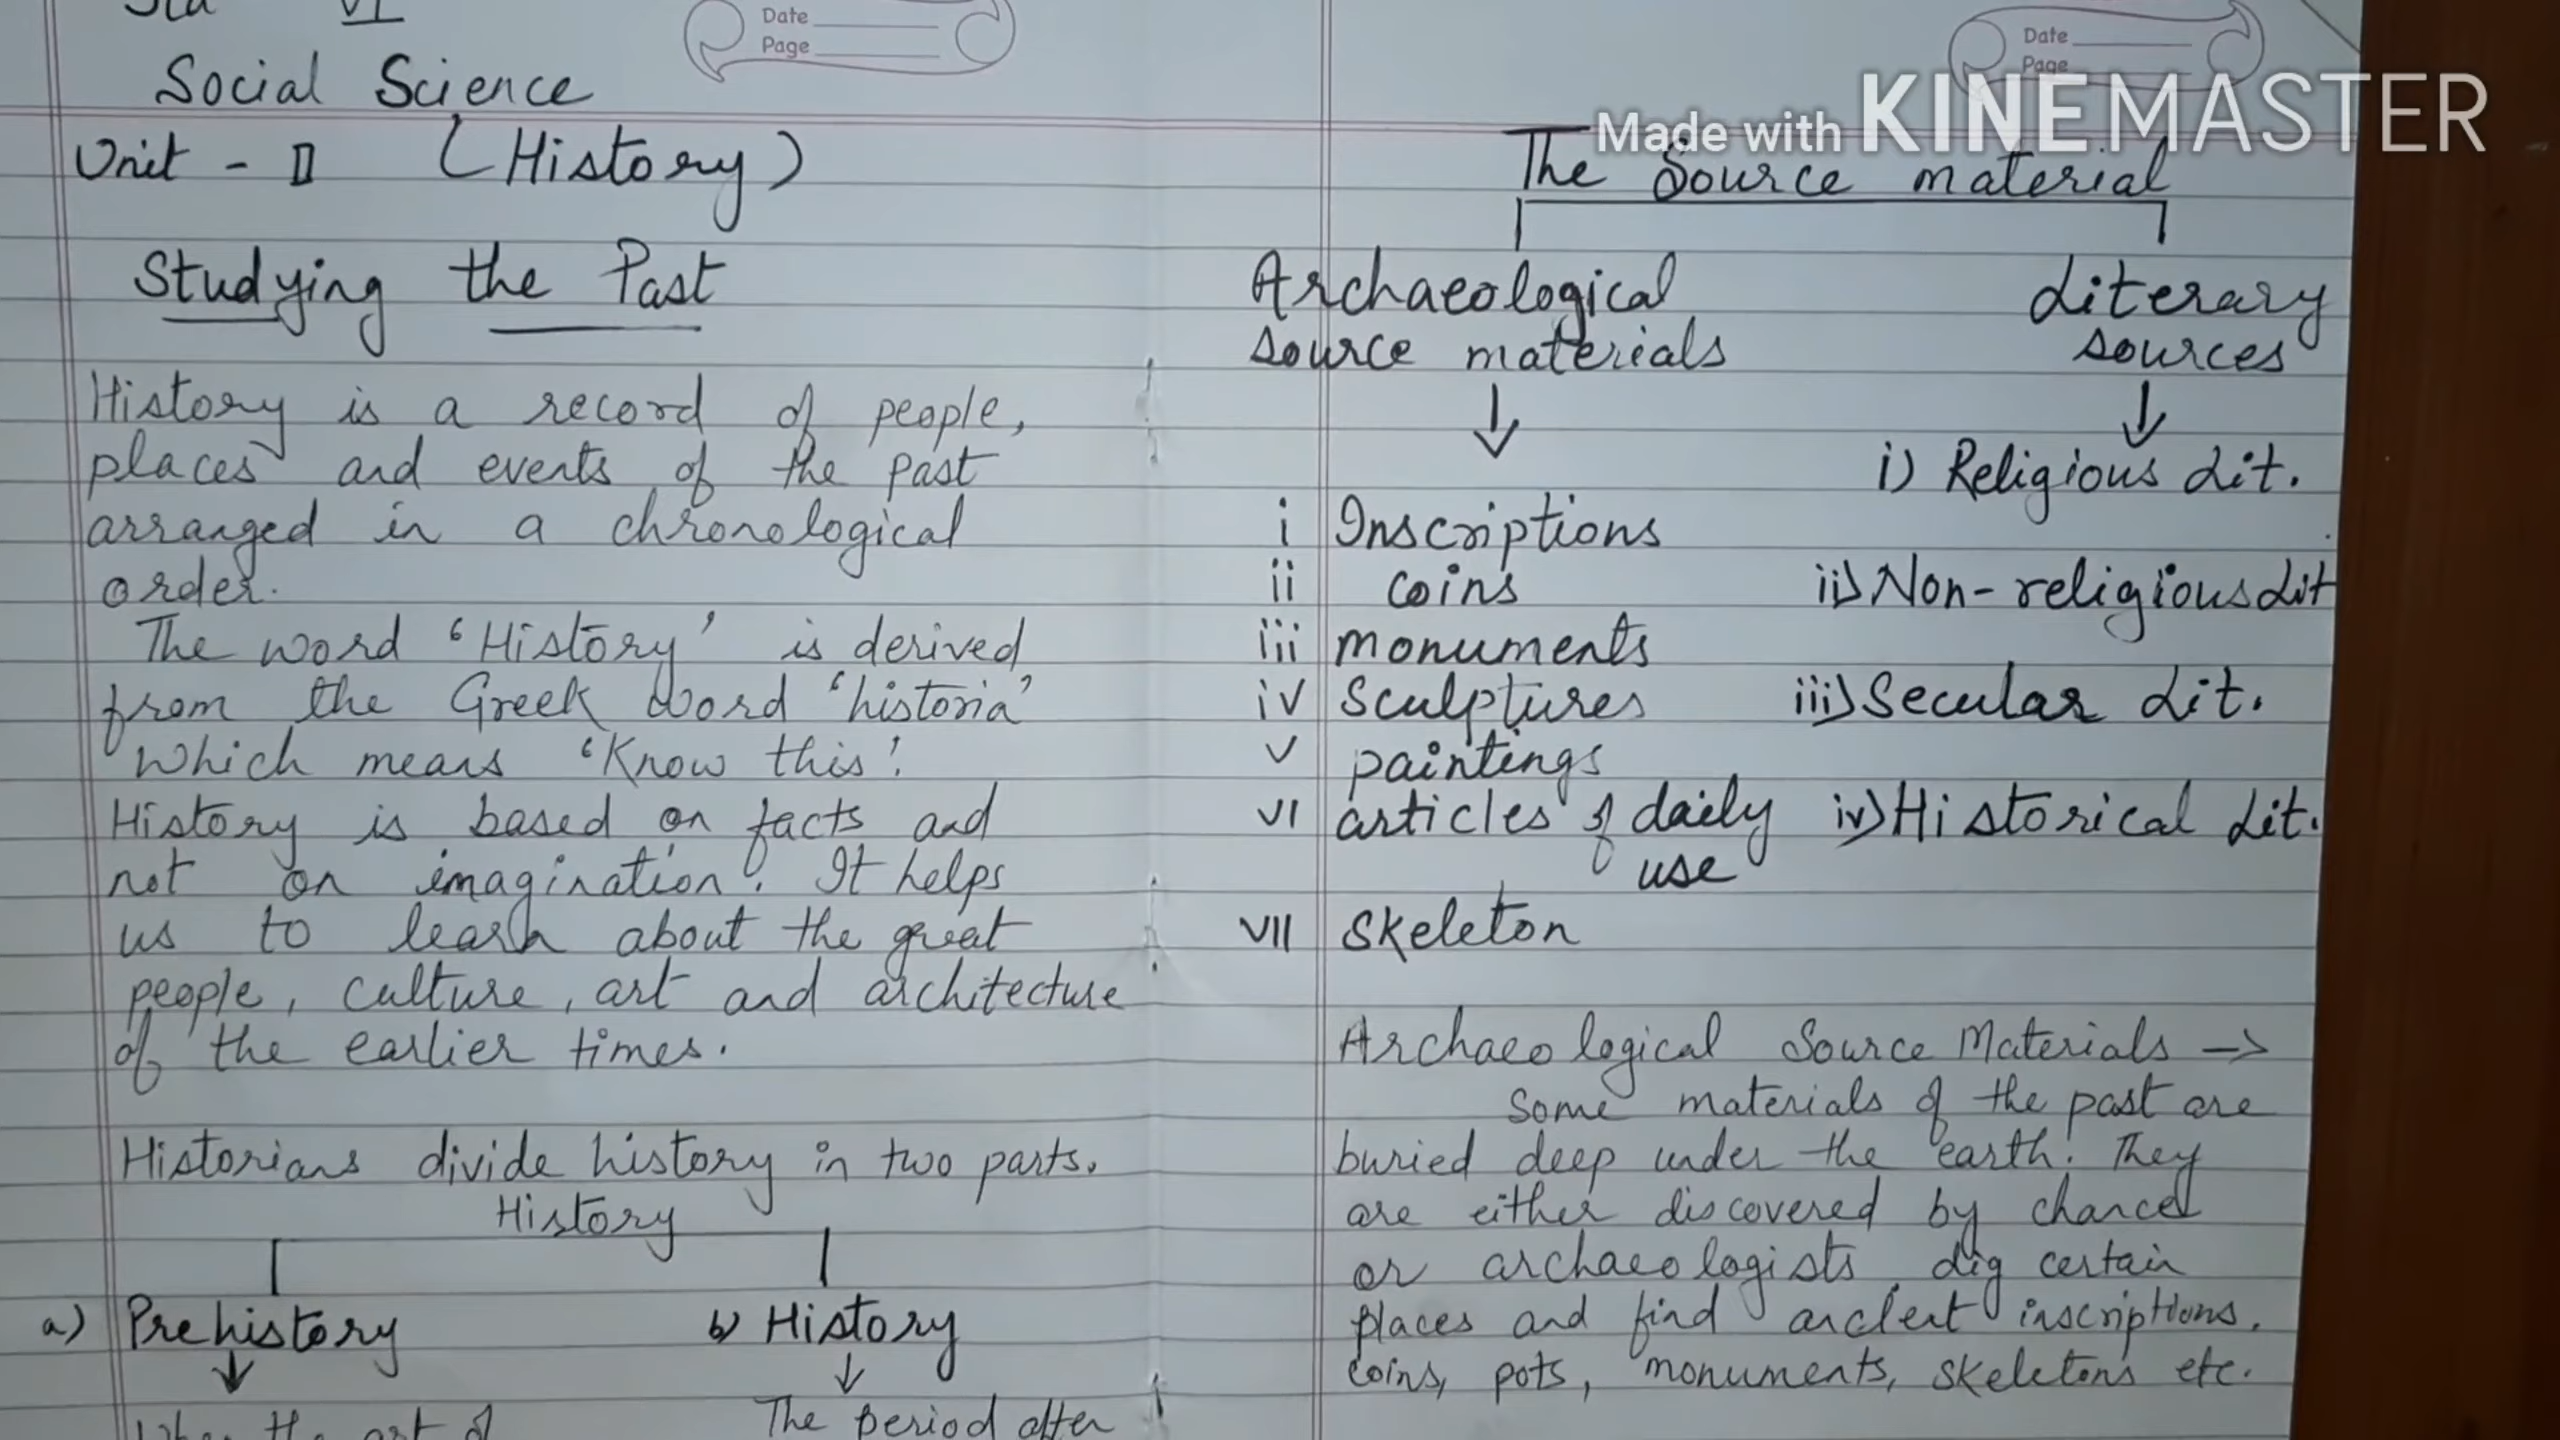 Std VI
Date
Page
Social Science
Unit - II (History)
Studying the Past
History is a record of people,
places and events of the past
arranged in a chronological
order.
The word 'History' is derived
from the Greek word 'historia'
which means 'Know this'.
History is based on facts and
not on imagination. It helps
us to learn about the great
people, culture, art and architecture
of the earlier times.
Historians divide history in two parts.
History
a) Prehistory b) History
When the art of The period after
Date
Page
Made with KINEMASTER
The Source material
Archaeological
source materials
Literary
sources
i Inscriptions
ii coins
iii monuments
iv Sculptures
v paintings
VI articles of daily
use
VII Skeleton
i) Religious Lit.
ii) Non-religious Lit
iii) Secular Lit.
iv) Historical Lit.
Archaeological Source Materials ->
Some materials of the past are
buried deep under the earth. They
are either discovered by chance
or archaeologists dig certain
places and find ancient inscriptions,
coins, pots, monuments, skeletons etc.